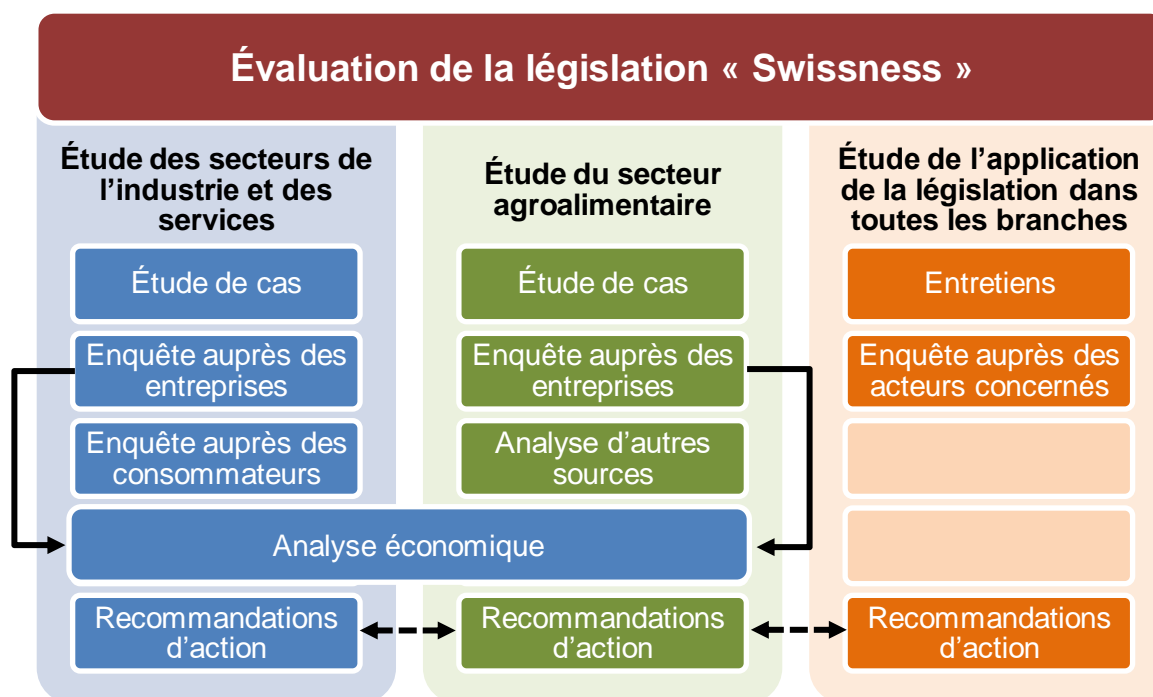 Évaluation de la législation « Swissness »
Étude des secteurs de
l’industrie et des
services
Étude de cas
Enquête auprès des
entreprises
Enquête auprès des
consommateurs
Étude du secteur
agroalimentaire
Étude de cas
Enquête auprès des
entreprises
Analyse d’autres
sources
Étude de l’application
de la législation dans
toutes les branches
Entretiens
Enquête auprès des
acteurs concernés
Analyse économique
Recommandations
d’action
Recommandations
d’action
Recommandations
d’action